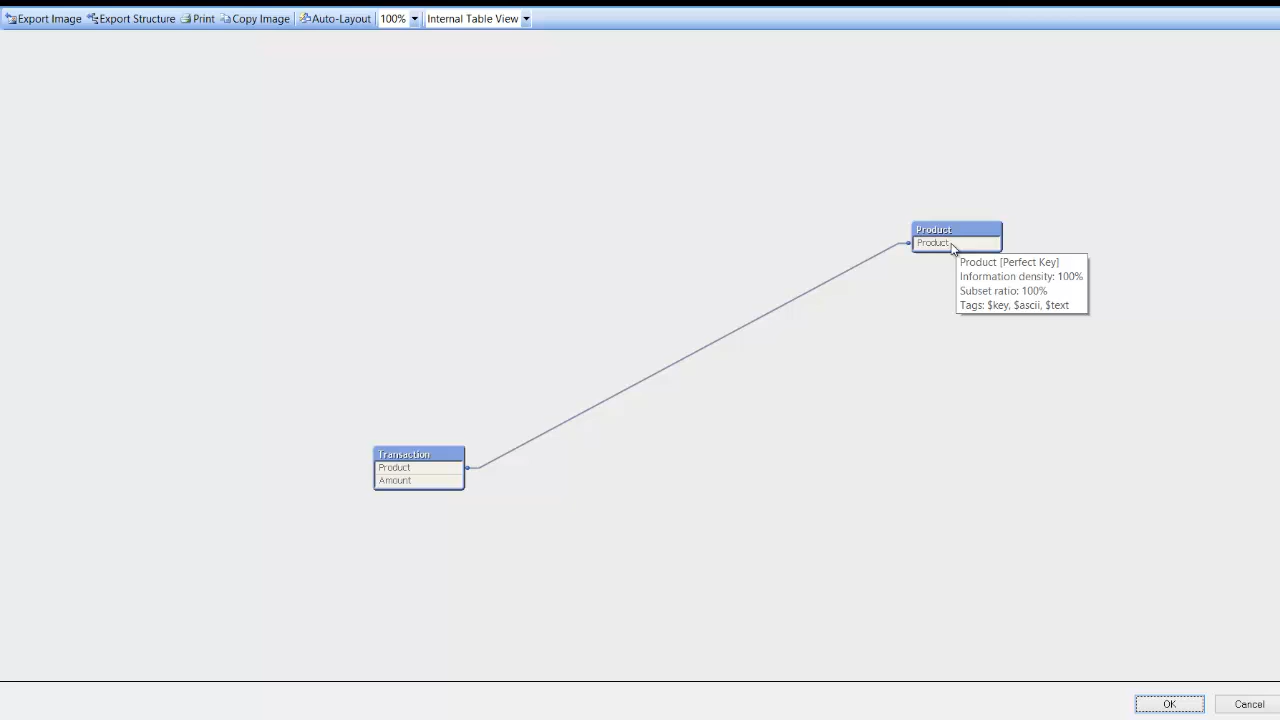 Export Image Export Structure Print Copy Image Auto-Layout 100% Internal Table View
Product
Product
Product [Perfect Key]
Information density: 100%
Subset ratio: 100%
Tags: $key, $ascii, $text
Transaction
Product
Amount
OK Cancel